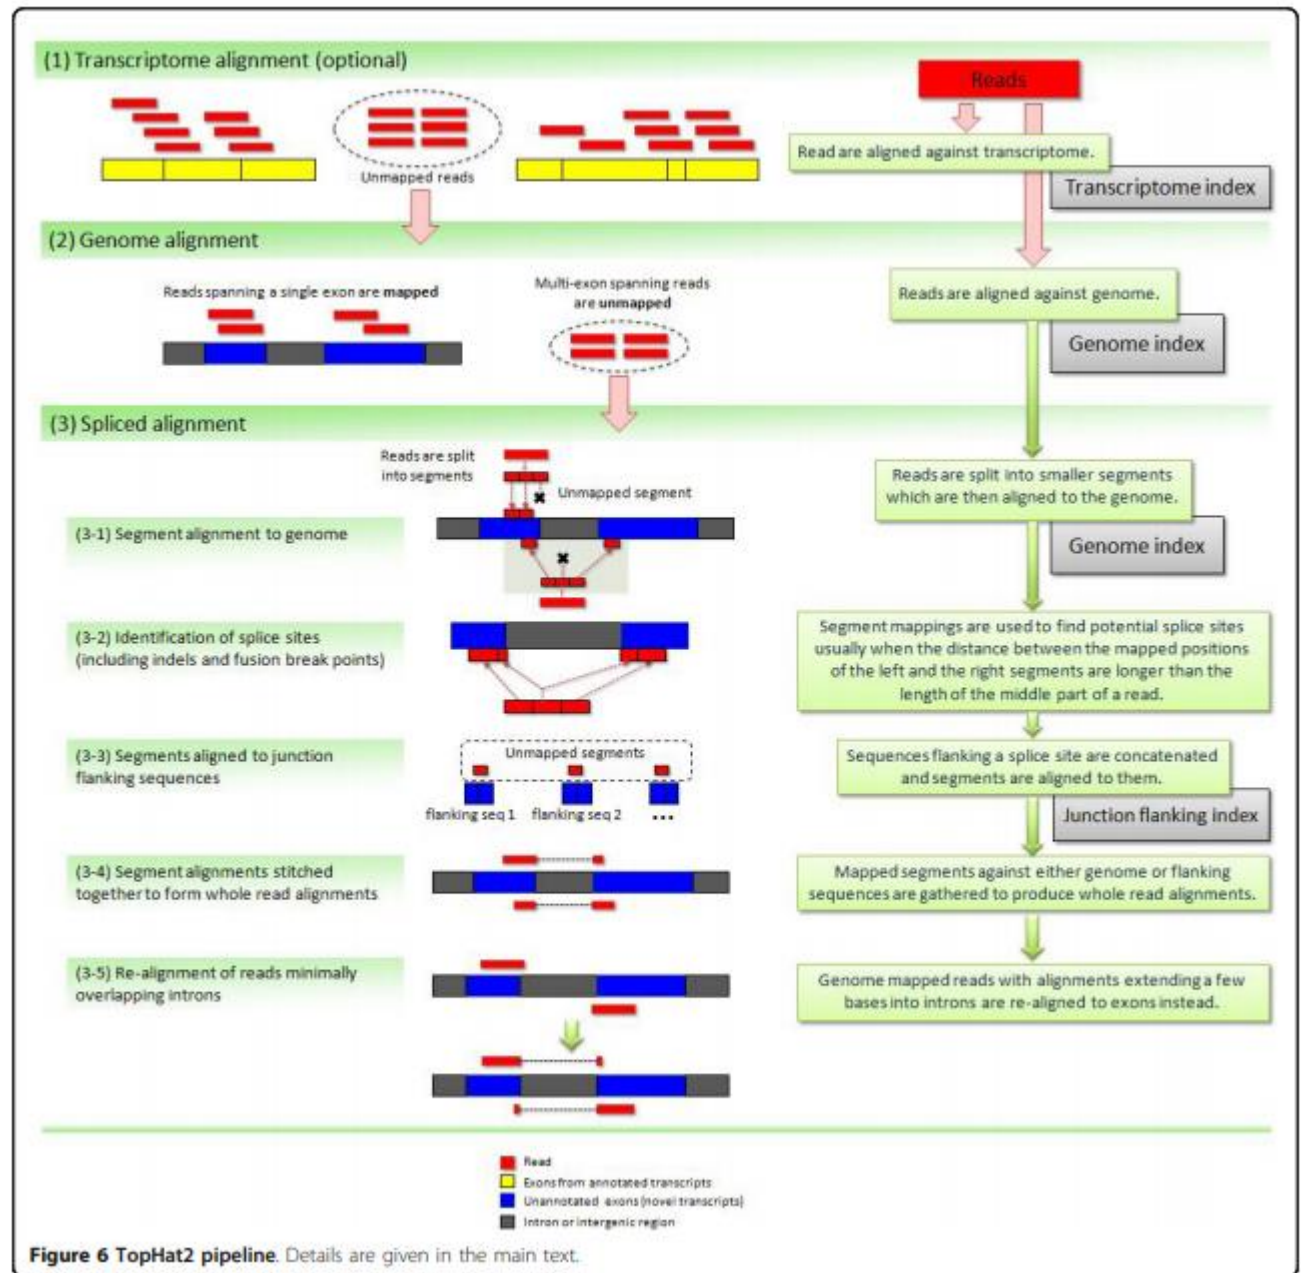 (1) Transcriptome alignment (optional)
Unmapped reads
Reads
Read are aligned against transcriptome.
Transcriptome index
(2) Genome alignment
Reads spanning a single exon are mapped
Multi-exon spanning reads
are unmapped
Reads are aligned against genome.
Genome index
(3) Spliced alignment
Reads are split
into segments
Unmapped segment
(3-1) Segment alignment to genome
Reads are split into smaller segments
which are then aligned to the genome.
Genome index
(3-2) Identification of splice sites
(including indels and fusion break points)
Segment mappings are used to find potential splice sites
usually when the distance between the mapped positions
of the left and the right segments are longer than the
length of the middle part of a read.
(3-3) Segments aligned to junction
flanking sequences
Unmapped segments
flanking seq 1
flanking seq 2
...
Sequences flanking a splice site are concatenated
and segments are aligned to them.
Junction flanking index
(3-4) Segment alignments stitched
together to form whole read alignments
Mapped segments against either genome or flanking
sequences are gathered to produce whole read alignments.
(3-5) Re-alignment of reads minimally
overlapping introns
Genome mapped reads with alignments extending a few
bases into introns are re-aligned to exons instead.
Read
Exons from annotated transcripts
Unannotated exons (novel transcripts)
Intron or intergenic region
Figure 6 TopHat2 pipeline. Details are given in the main text.